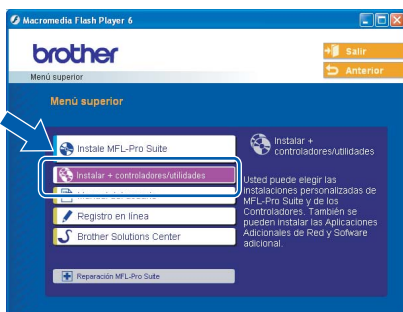 Macromedia Flash Player 6
brother
Salir
Anterior
Menú superior
Menú superior
Instale MFL-Pro Suite
Instalar + controladores/utilidades
Registro en línea
Brother Solutions Center
Reparación MFL-Pro Suite
Instalar +
controladores/utilidades
Usted puede elegir las
instalaciones personalizadas de
MFL-Pro Suite y de los
Controladores. También se
pueden instalar las Aplicaciones
Adicionales de Red y Sofware
adicional.